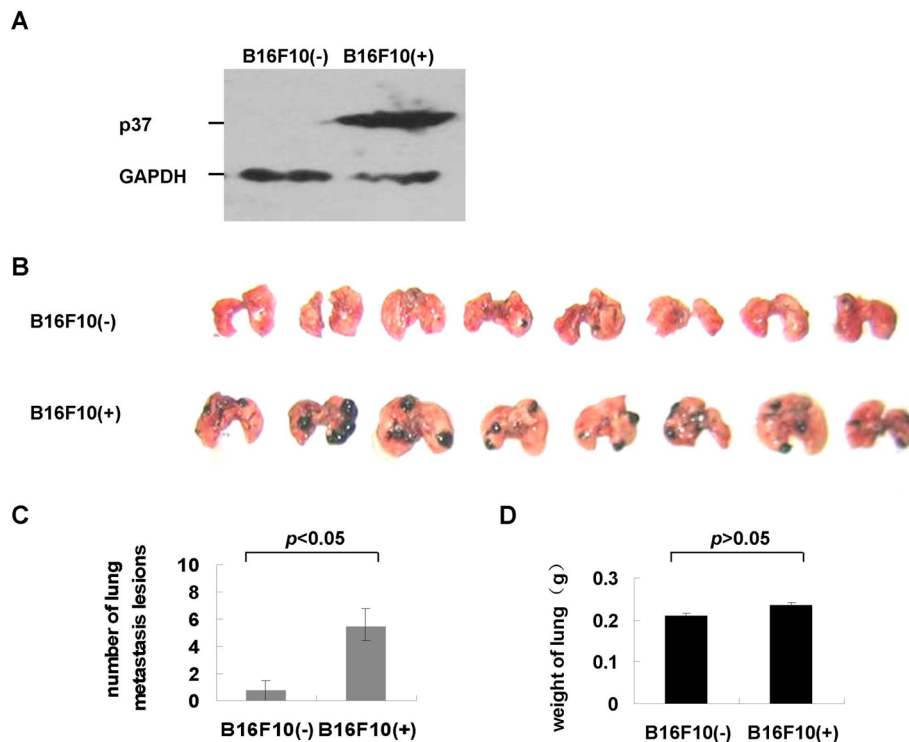 A
B16F10(-) B16F10(+)
p37
GAPDH
B
B16F10(-)
B16F10(+)
C
p<0.05
number of lung
metastasis lesions
10
8
6
4
2
0
B16F10(-) B16F10(+)
D
p>0.05
weight of lung (g)
0.3
0.2
0.1
0
B16F10(-) B16F10(+)